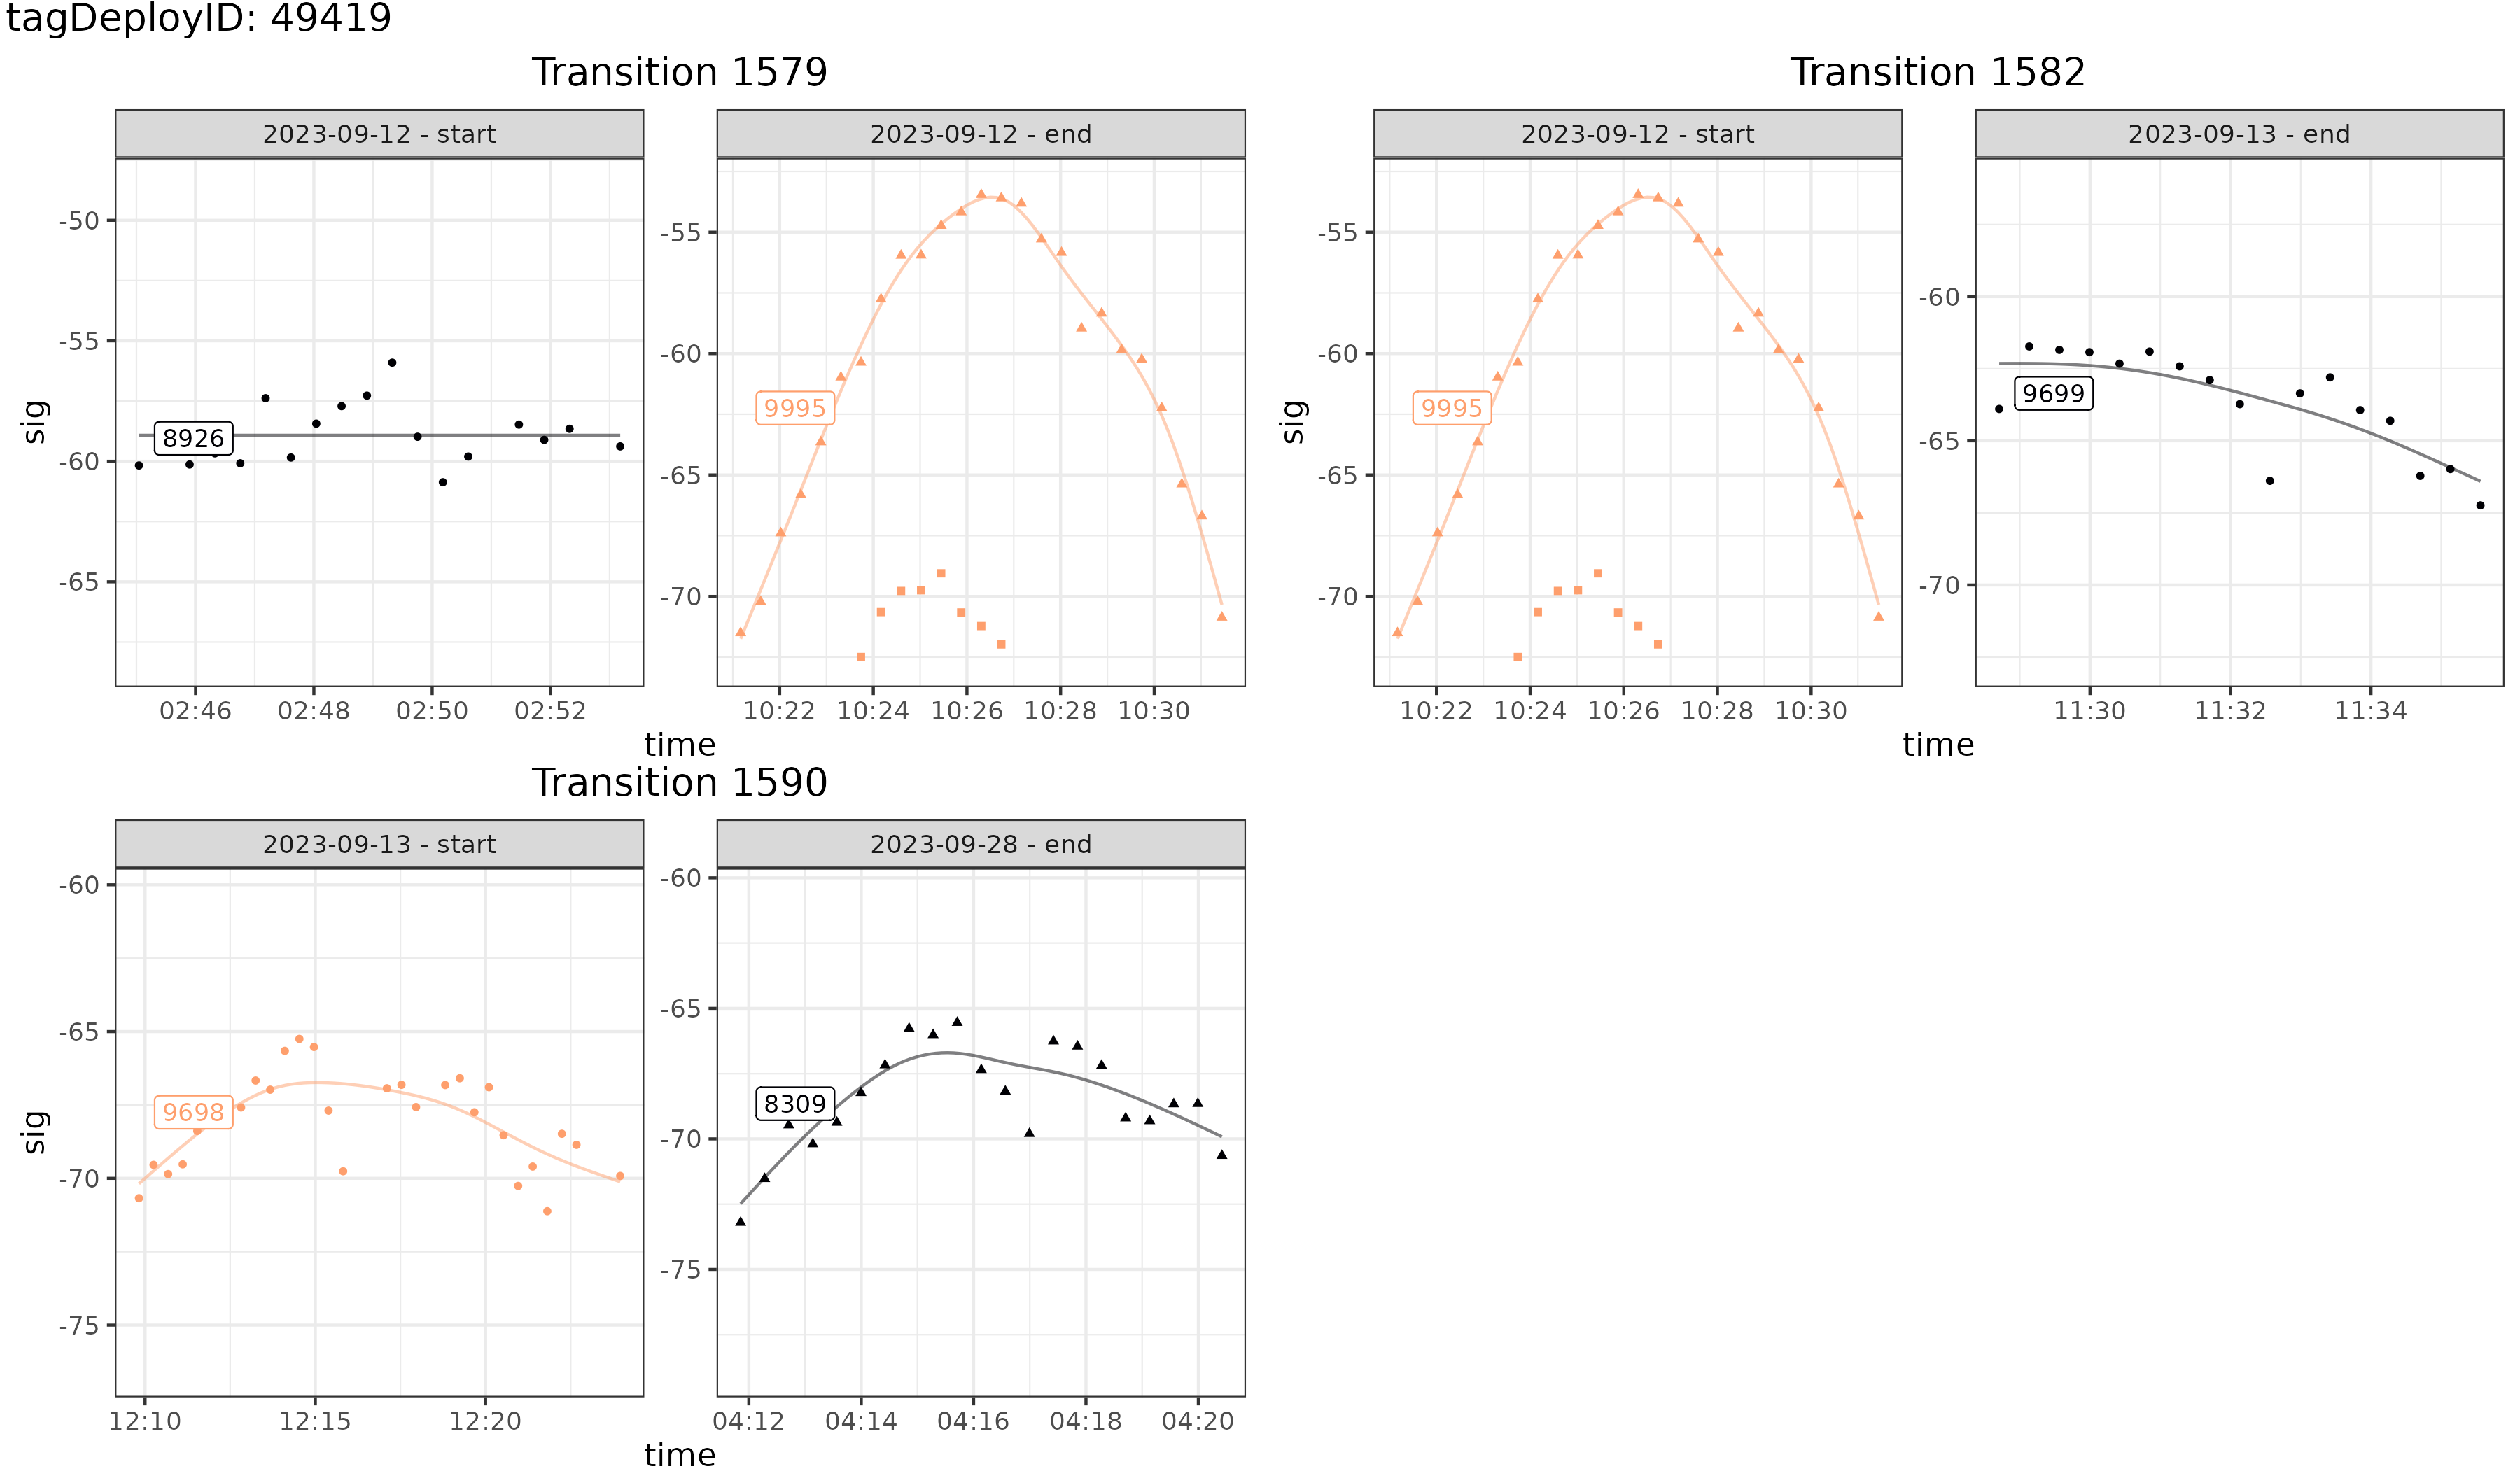 tagDeployID: 49419
Transition 1579
2023-09-12 - start
2023-09-12 - end
sig
-50
-55
-60
-65
8926
02:46 02:48 02:50 02:52
-55
-60
-65
-70
9995
10:22 10:24 10:26 10:28 10:30
time
Transition 1582
2023-09-12 - start
2023-09-13 - end
sig
-55
-60
-65
-70
9995
10:22 10:24 10:26 10:28 10:30
-60
-65
-70
9699
11:30 11:32 11:34
time
Transition 1590
2023-09-13 - start
2023-09-28 - end
sig
-60
-65
-70
-75
9698
12:10 12:15 12:20
-60
-65
-70
-75
8309
04:12 04:14 04:16 04:18 04:20
time